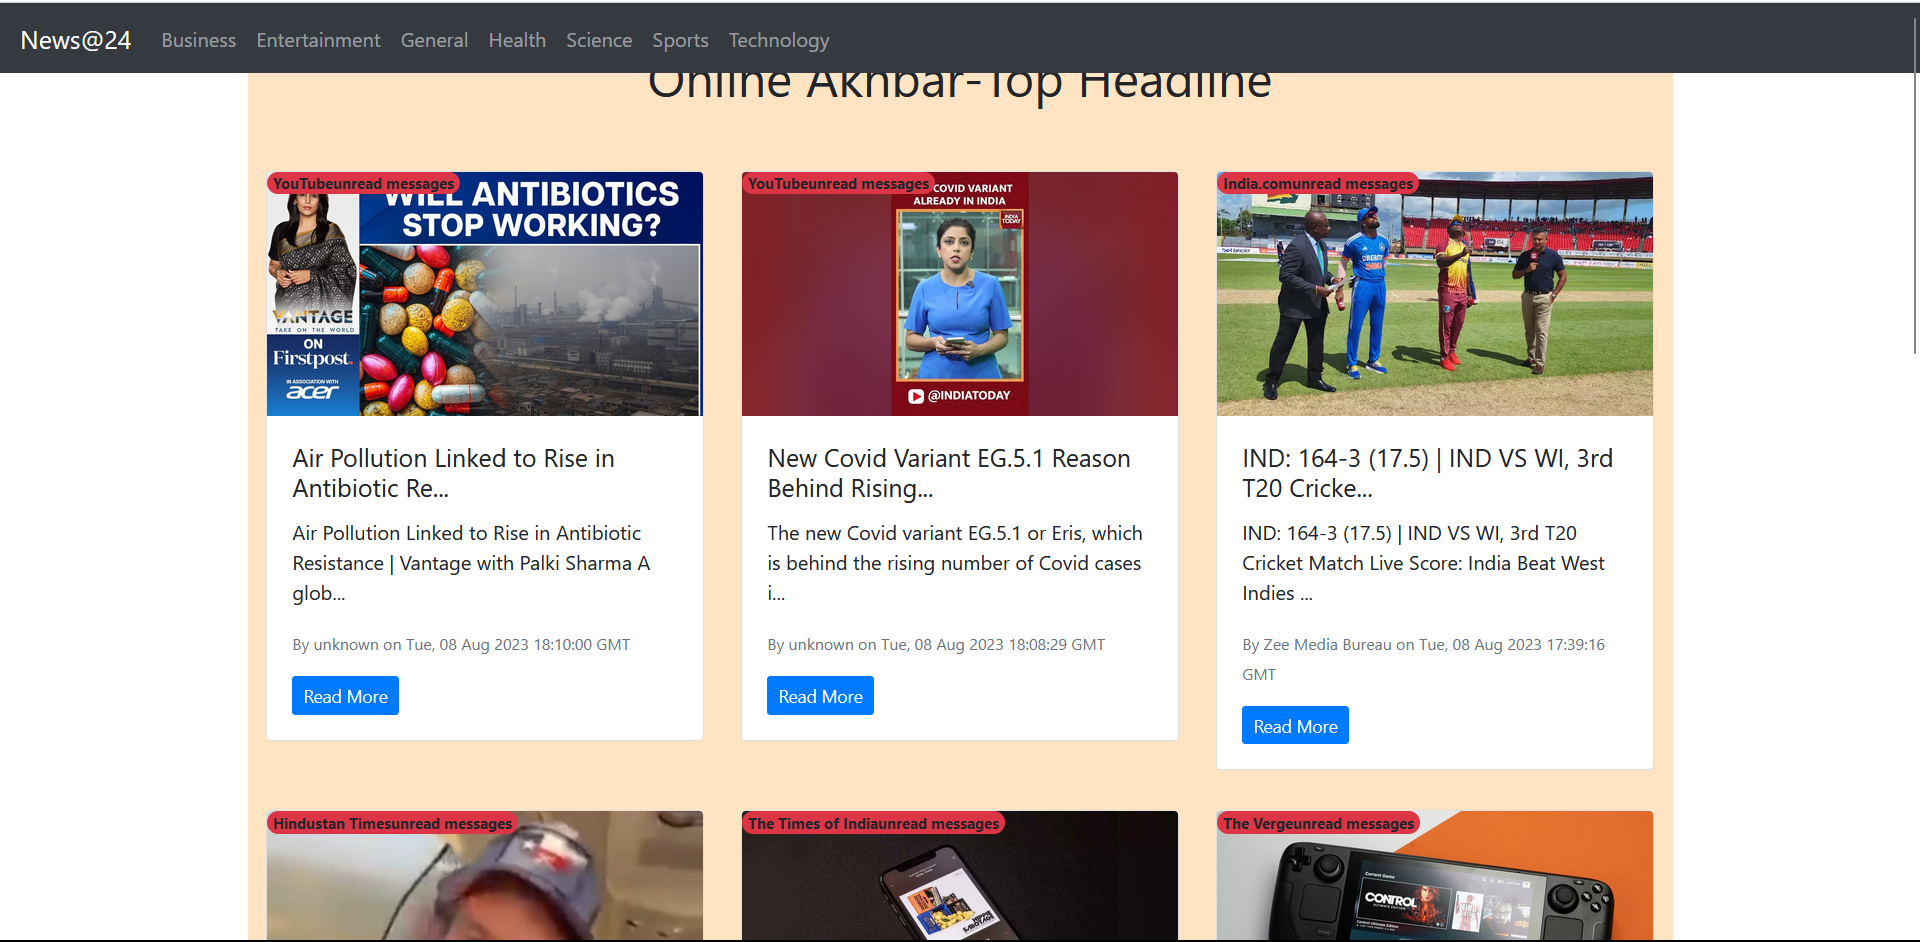 News@24 Business Entertainment General Health Science Sports Technology
Online Akhbar-Top Headline
YouTubeunread messages
WILL ANTIBIOTICS
STOP WORKING?
VANTAGE
TAKE ON THE WORLD
ON
Firstpost.
IN ASSOCIATION WITH
acer
Air Pollution Linked to Rise in
Antibiotic Re...
Air Pollution Linked to Rise in Antibiotic
Resistance | Vantage with Palki Sharma A
glob...
By unknown on Tue, 08 Aug 2023 18:10:00 GMT
Read More
YouTubeunread messages
COVID VARIANT
ALREADY IN INDIA
INDIA
TODAY
@INDIATODAY
New Covid Variant EG.5.1 Reason
Behind Rising...
The new Covid variant EG.5.1 or Eris, which
is behind the rising number of Covid cases
i...
By unknown on Tue, 08 Aug 2023 18:08:29 GMT
Read More
India.comunread messages
DREAM11
INDIA
IND: 164-3 (17.5) | IND VS WI, 3rd
T20 Cricke...
IND: 164-3 (17.5) | IND VS WI, 3rd T20
Cricket Match Live Score: India Beat West
Indies ...
By Zee Media Bureau on Tue, 08 Aug 2023 17:39:16
GMT
Read More
Hindustan Timesunread messages
The Times of Indiaunread messages
The Vergeunread messages
Current Game
CONTROL